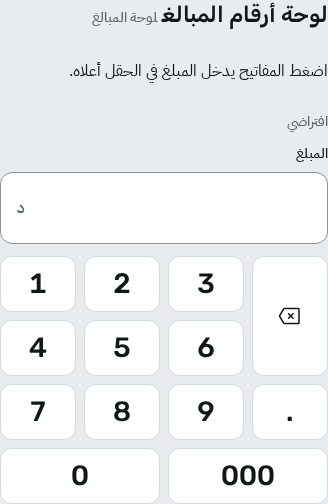 لوحة أرقام المبالغ لوحة المبالغ
اضغط المفاتيح يدخل المبلغ في الحقل أعلاه.
افتراضي
المبلغ
د
1 2 3
4 5 6
7 8 9 .
0 000